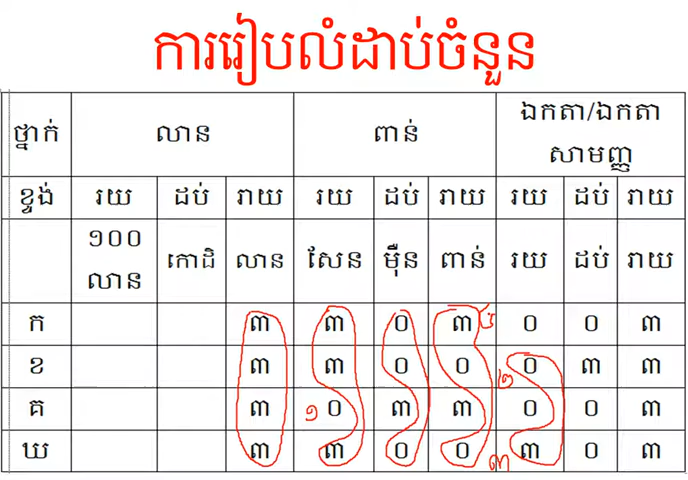 ការរៀបលំដាប់ចំនួន
ថ្នាក់ លាន ពាន់ ឯកតា/ឯកតា
សាមញ្ញ
ខ្ទង់ រយ ដប់ រាយ រយ ដប់ រាយ រយ ដប់ រាយ
១០០
លាន កោដិ លាន សែន ម៉ឺន ពាន់ រយ ដប់ រាយ
ក ៣ ៣ ០ ៣ ៤ ០ ០ ៣
ខ ៣ ៣ ០ ០ ០ ៣ ៣
២
គ ៣ ១ ០ ៣ ៣ ០ ០ ៣
ឃ ៣ ៣ ០ ០ ៣ ៣ ០ ៣